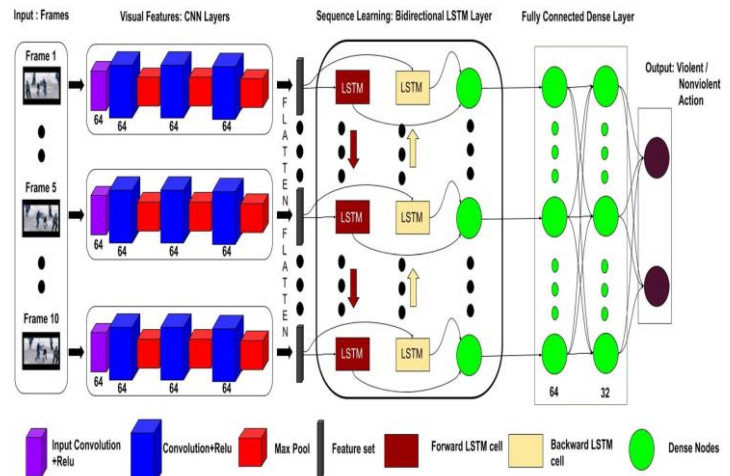 Input : Frames
Visual Features: CNN Layers
Sequence Learning: Bidirectional LSTM Layer
Fully Connected Dense Layer
Frame 1
64
64
64
64
FLATTEN
LSTM
LSTM
Output: Violent /
Nonviolent
Action
Frame 5
64
64
64
64
FLATTEN
LSTM
LSTM
Frame 10
64
64
64
64
LSTM
LSTM
64
32
Input Convolution
+Relu
Convolution+Relu
Max Pool
Feature set
Forward LSTM cell
Backward LSTM
cell
Dense Nodes